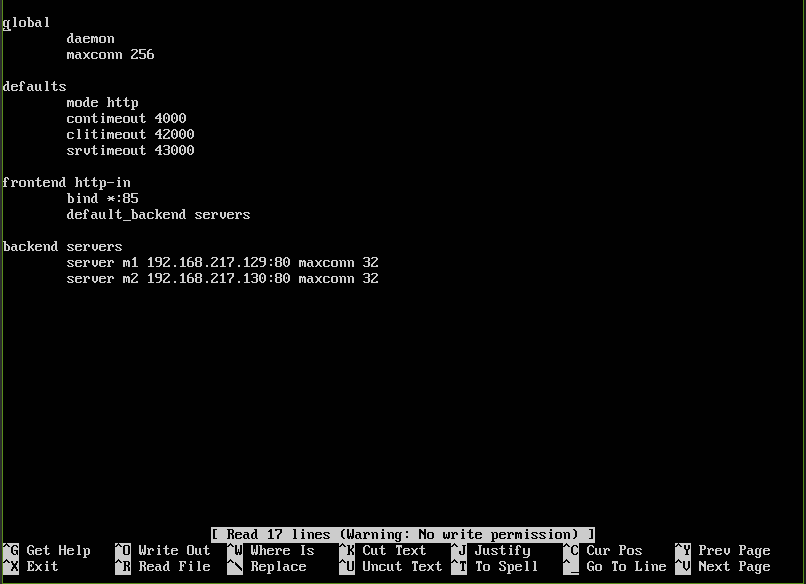 global
daemon
maxconn 256
defaults
mode http
contimeout 4000
clitimeout 42000
srvtimeout 43000
frontend http-in
bind *:85
default_backend servers
backend servers
server m1 192.168.217.129:80 maxconn 32
server m2 192.168.217.130:80 maxconn 32
[ Read 17 lines (Warning: No write permission) ]
^G Get Help ^O Write Out ^W Where Is ^K Cut Text ^J Justify ^C Cur Pos ^Y Prev Page
^X Exit ^R Read File ^\ Replace ^U Uncut Text ^T To Spell ^_ Go To Line ^V Next Page